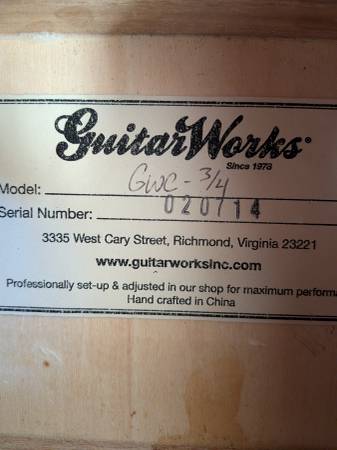 GuitarWorks®
Since 1973
Model: GWC-3/4
Serial Number: 020714
3335 West Cary Street, Richmond, Virginia 23221
www.guitarworksinc.com
Professionally set-up & adjusted in our shop for maximum performa
Hand crafted in China